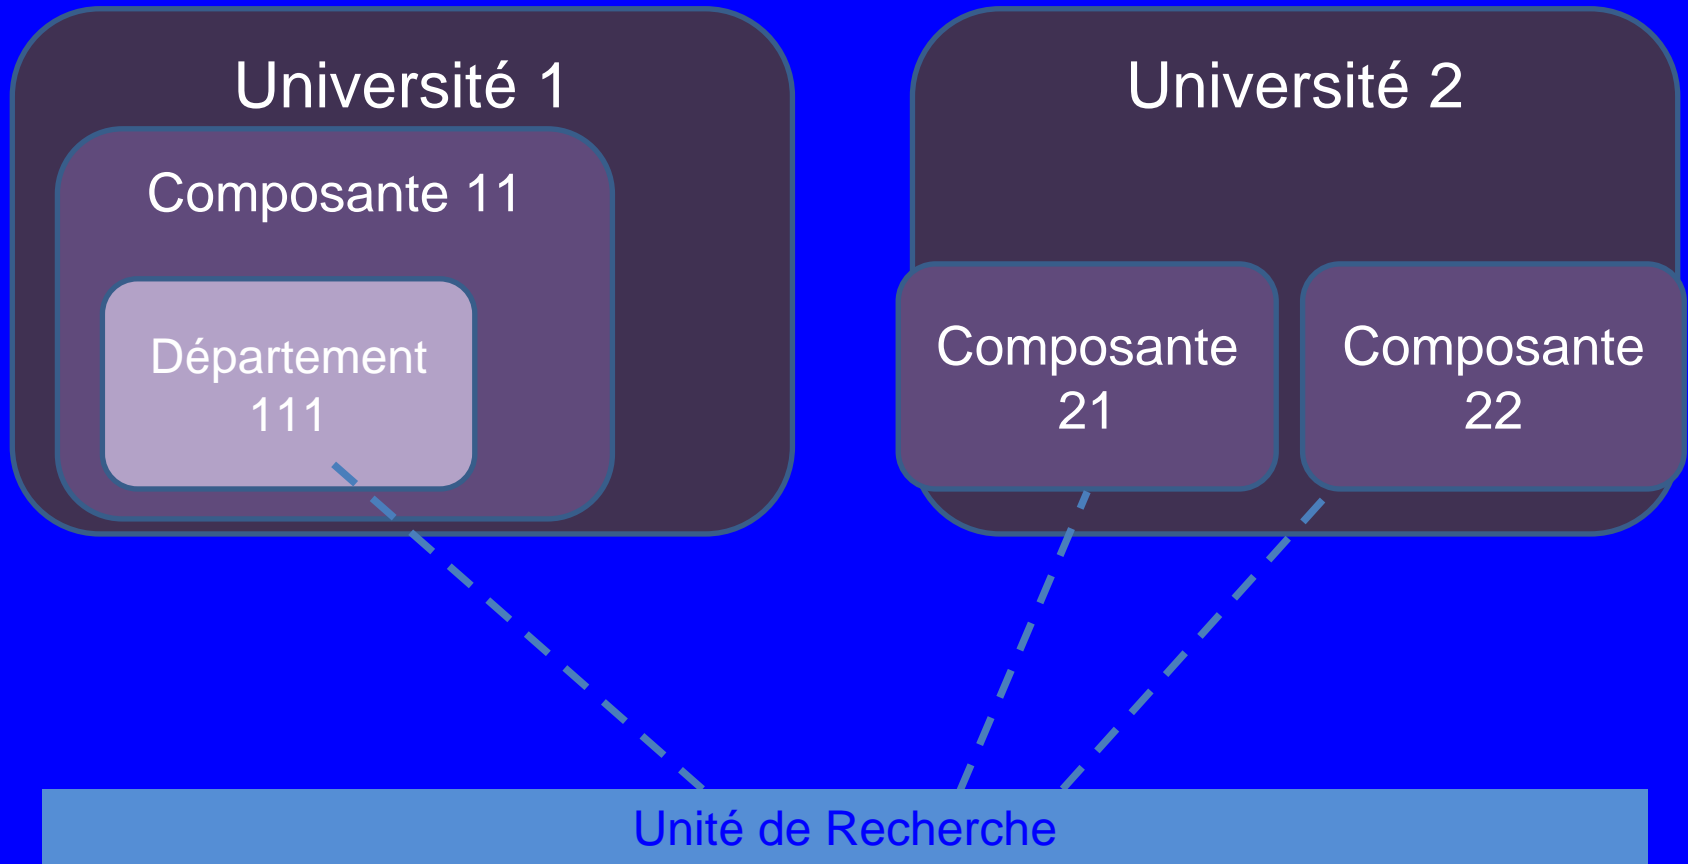 Université 1
Composante 11
Département
111
Université 2
Composante
21
Composante
22
Unité de Recherche